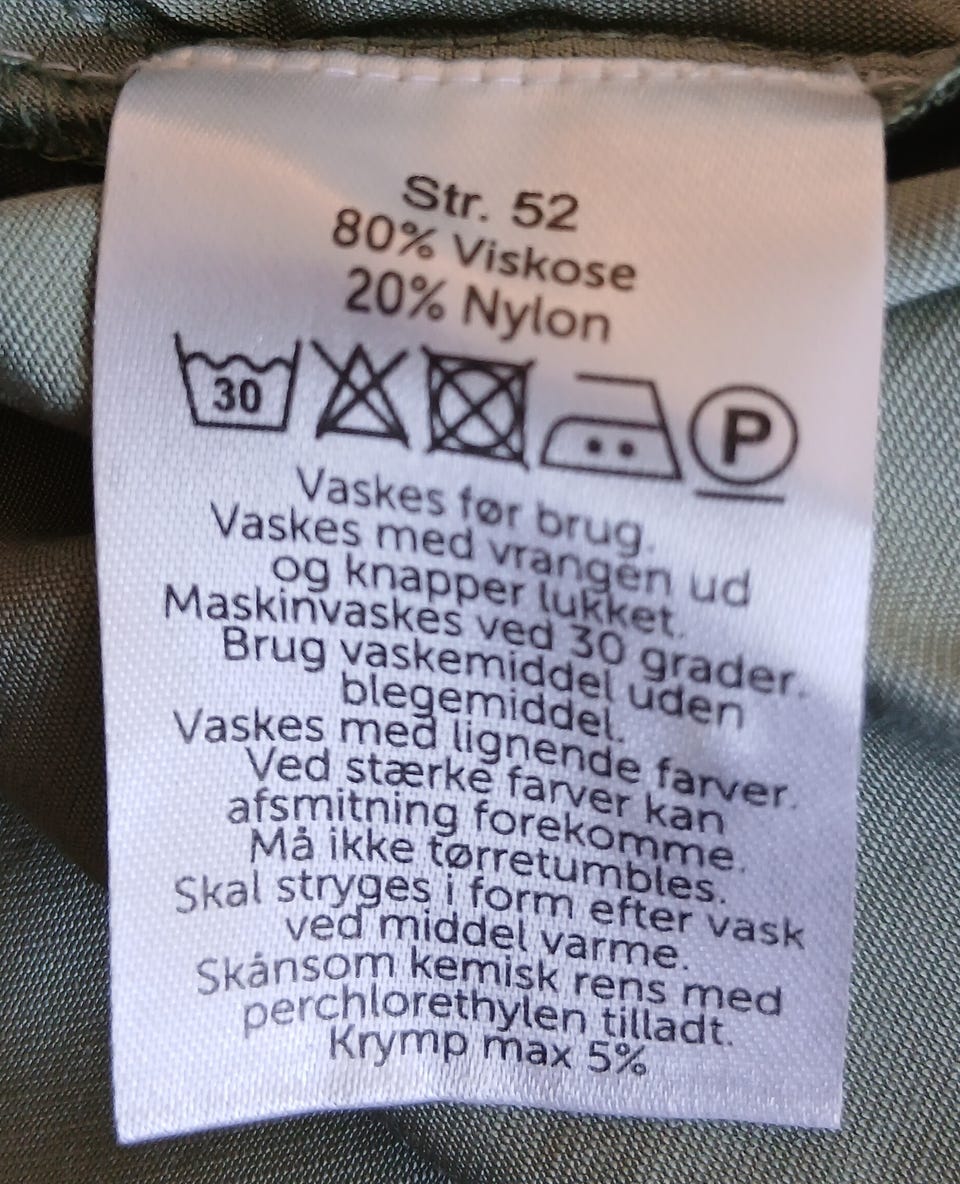 Str. 52
80% Viskose
20% Nylon
30 P
Vaskes før brug.
Vaskes med vrangen ud
og knapper lukket.
Maskinvaskes ved 30 grader.
Brug vaskemiddel uden
blegemiddel.
Vaskes med lignende farver.
Ved stærke farver kan
afsmitning forekomme.
Må ikke tørretumbles.
Skal stryges i form efter vask
ved middel varme.
Skånsom kemisk rens med
perchlorethylen tilladt.
Krymp max 5%